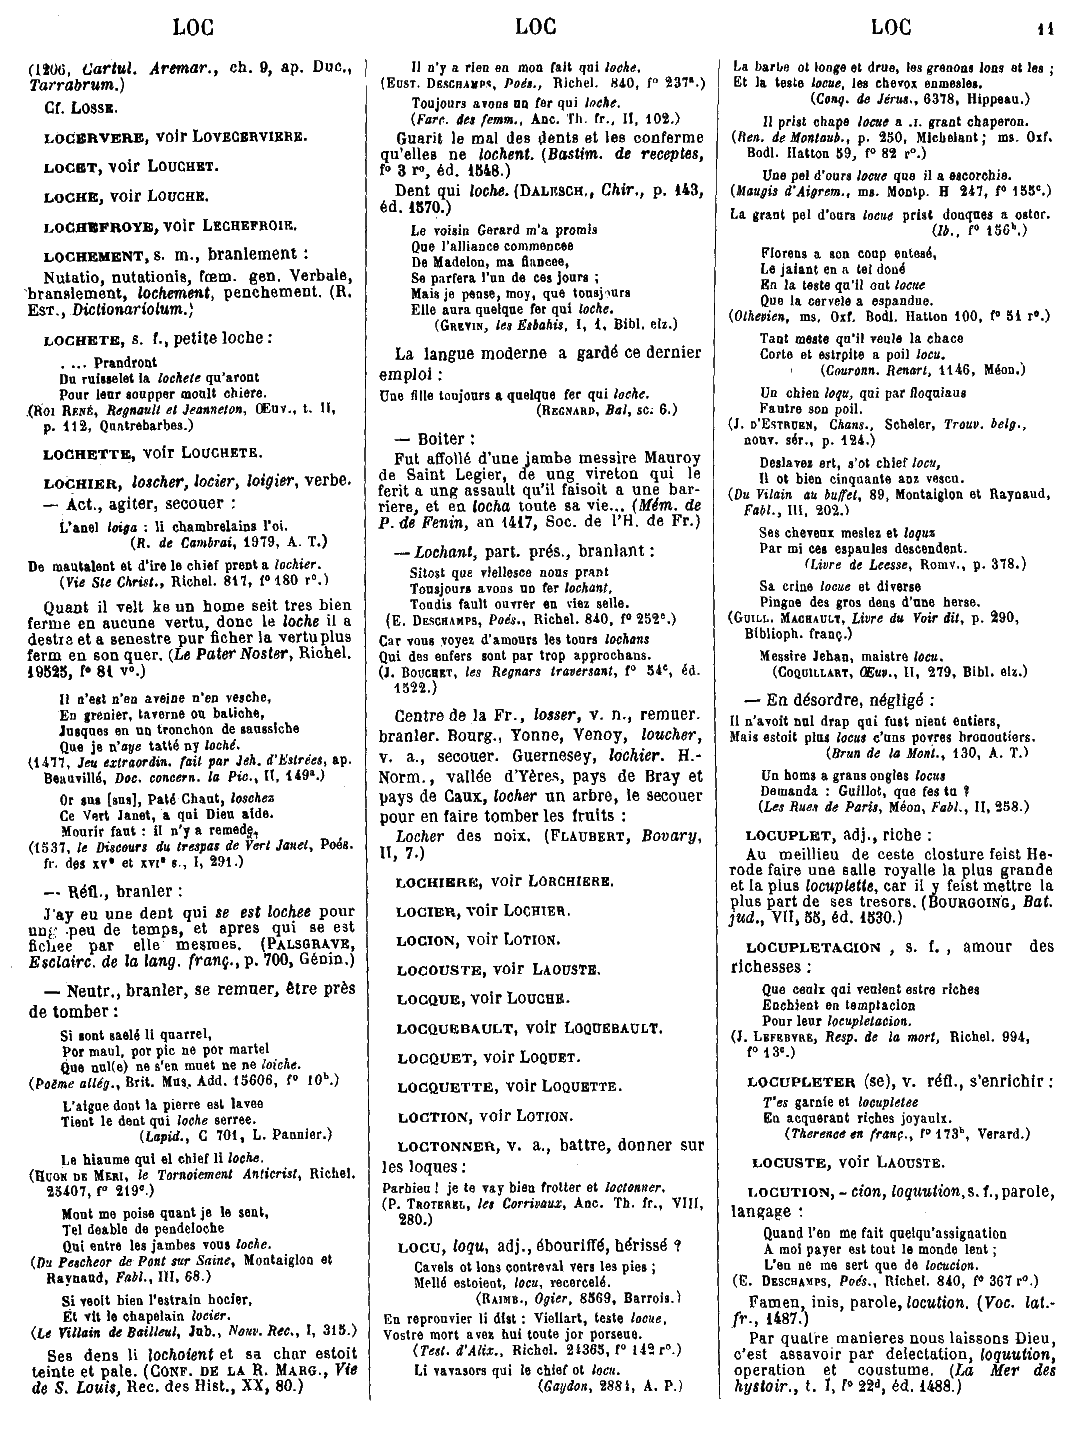 LOC
LOC
LOC
11
(1206, Cartul. Aremar., ch. 9, ap. Duc.,
Tarrabrum.)
Cf. LOSSE.
LOCERVERE, voir LOVECERVIERE.
LOCET, voir LOUCHET.
LOCHE, voir LOUCHE.
LOCHEFROYE, voir LECHEFROIE.
LOCHEMENT, s. m., branlement :
Nutatio, nutationis, fœm. gen. Verbale,
branslement, lochement, penchement. (R.
EST., Dictionariolum.)
LOCHETE, s. f., petite loche :
. ... Prandront
Du ruisselet la lochete qu'aront
Pour leur soupper moult chiere.
(ROI RENÉ, Regnault et Jeanneton, Œuv., t. II,
p. 112, Quatrebarbes.)
LOCHETTE, voir LOUCHETE.
LOCHIER, loscher, locier, loigier, verbe.
— Act., agiter, secouer :
L'anel loiga : li chambrelains l'oi.
(R. de Cambrai, 1979, A. T.)
De mautalent et d'ire le chief prent a lochier.
(Vie Ste Christ., Richel. 817, f° 180 r°.)
Quant il velt ke un home seit tres bien
ferme en aucune vertu, donc le loche il a
destre et a senestre pur ficher la vertu plus
ferm en son quer. (Le Pater Noster, Richel.
19525, f° 81 v°.)
Il n'est n'en aveine n'en vesche,
En grenier, taverne ou baliche,
Jusques en un tronchon de saussiche
Que je n'aye tatté ny loché.
(1477, Jeu extraordin. fait par Jeh. d'Estrées, ap.
Beauvillé, Doc. concern. la Pic., II, 149a.)
Or sus [sus], Paté Chaut, loschez
Ce Vert Janet, a qui Dieu aide.
Mourir faut : il n'y a remede,
(1537, le Discours du trespas de Vert Janet, Poés.
fr. des XVe et XVIe s., I, 291.)
— Réfl., branler :
J'ay eu une dent qui se est lochee pour
ung peu de temps, et apres qui se est
fichee par elle mesmes. (PALSGRAVE,
Esclairc. de la lang. franç., p. 700, Génin.)
— Neutr., branler, se remuer, être près
de tomber :
Si sont saelé li quarrel,
Por maul, por pic ne por martel
Que nul(e) ne s'en muet ne ne loiche.
(Poème allég., Brit. Mus. Add. 15606, f° 10b.)
L'aigue dont la pierre est lavee
Tient le dent qui loche serree.
(Lapid., C 701, L. Pannier.)
Le hiaume qui el chief li loche.
(HUON DE MERI, le Tornoiement Anticrist, Richel.
25407, f° 219c.)
Mont me poise quant je le sent,
Tel deable de pendeloche
Qui entre les jambes vous loche.
(Du Pescheor de Pont sur Saine, Montaiglon et
Raynaud, Fabl., III, 68.)
Si veoit bien l'estrain hocier,
Et vit le chapelain locier.
(Le Villain de Bailleul, Jub., Nouv. Rec., I, 315.)
Ses dens li lochoient et sa char estoit
teinte et pale. (CONF. DE LA R. MARG., Vie
de S. Louis, Rec. des Hist., XX, 80.)
Il n'y a rien en mon fait qui loche.
(EUST. DESCHAMPS, Poés., Richel. 840, f° 237a.)
Toujours avons un fer qui loche.
(Farc. des femm., Anc. Th. fr., II, 102.)
Guarit le mal des dents et les conferme
qu'elles ne lochent. (Bastim. de receptes,
f° 3 r°, éd. 1548.)
Dent qui loche. (DALESCH., Chir., p. 143,
éd. 1570.)
Le voisin Gerard m'a promis
Que l'alliance commencee
De Madelon, ma fiancee,
Se parfera l'un de ces jours ;
Mais je pense, moy, que tousjours
Elle aura quelque fer qui loche.
(GREVIN, les Esbahis, I, 1, Bibl. elz.)
La langue moderne a gardé ce dernier
emploi :
Une fille toujours a quelque fer qui loche.
(REGNARD, Bal, sc. 6.)
— Boiter :
Fut affollé d'une jambe messire Mauroy
de Saint Legier, de ung vireton qui le
ferit a ung assault qu'il faisoit a une bar-
riere, et en locha toute sa vie... (Mém. de
P. de Fenin, an 1417, Soc. de l'H. de Fr.)
— Lochant, part. prés., branlant :
Sitost que viellesce nous prant
Tousjours avons un fer lochant,
Toudis fault ouvrer en viez selle.
(E. DESCHAMPS, Poés., Richel. 840, f° 252c.)
Car vous voyez d'amours les tours lochans
Qui des enfers sont par trop approchans.
(J. BOUCHET, les Regnars traversant, f° 54c, éd.
1522.)
Centre de la Fr., losser, v. n., remuer.
branler. Bourg., Yonne, Venoy, loucher,
v. a., secouer. Guernesey, lochier. H.-
Norm., vallée d'Yères, pays de Bray et
pays de Caux, locher un arbre, le secouer
pour en faire tomber les fruits :
Locher des noix. (FLAUBERT, Bovary,
II, 7.)
LOCHIERE, voir LORCHIERE.
LOCIER, voir LOCHIER.
LOCION, voir LOTION.
LOCOUSTE, voir LAOUSTE.
LOCQUE, voir LOUCHE.
LOCQUEBAULT, voir LOQUEBAULT.
LOCQUET, voir LOQUET.
LOCQUETTE, voir LOQUETTE.
LOCTION, voir LOTION.
LOCTONNER, v. a., battre, donner sur
les loques :
Parbieu ! je te vay bien frotter et loctonner.
(P. TROTEREL, les Corrivaux, Anc. Th. fr., VIII,
280.)
LOCU, loqu, adj., ébouriffé, hérissé ?
Cavels ot lons contreval vers les pies ;
Mellé estoient, locu, recercelé.
(RAIMB., Ogier, 8569, Barrois.)
En reprouvier li dist : Viellart, teste locue,
Vostre mort avez hui toute jor porseue.
(Test. d'Alix., Richel. 24365, f° 142 r°.)
Li vavasors qui le chief ot locu.
(Gaydon, 2881, A. P.)
La barbe ot longe et drue, les grenons lons et les ;
Et la teste locue, les chevox enmesles.
(Conq. de Jérus., 6378, Hippeau.)
Il prist chape locue a .I. grant chaperon.
(Ren. de Montaub., p. 250, Michelant ; ms. Oxf.
Bodl. Hatton 59, f° 82 r°.)
Une pel d'ours locue que il a escorchie.
(Maugis d'Aigrem., ms. Montp. H 247, f° 155c.)
La grant pel d'ours locue prist donques a oster.
(Ib., f° 156b.)
Florens a son coup entesé,
Le jaiant en a tel doné
En la teste qu'il out locue
Que la cervele a espandue.
(Othevien, ms. Oxf. Bodl. Hatton 100, f° 51 r°.)
Tant meste qu'il veule la chace
Corte et estrpite a poil locu.
(Couronn. Renart, 1146, Méon.)
Un chien loqu, qui par floquiaus
Fautre son poil.
(J. D'ESTRUEN, Chans., Scheler, Trouv. belg.,
nouv. sér., p. 124.)
Deslavez ert, s'ot chief locu,
Il ot bien cinquante anz vescu.
(Du Vilain au buffet, 89, Montaiglon et Raynaud,
Fabl., III, 202.)
Ses cheveux meslez et loqux
Par mi ces espaules descendent.
(Livre de Leesse, Romv., p. 378.)
Sa crine locue et diverse
Pingne des gros dens d'une herse.
(GUILL. MACHAULT, Livre du Voir dit, p. 290,
Biblioph. franç.)
Messire Jehan, maistre locu.
(COQUILLART, Œuv., II, 279, Bibl. elz.)
— En désordre, négligé :
Il n'avoit nul drap qui fust nient entiers,
Mais estoit plus locus c'uns povres bronoutiers.
(Brun de la Mont., 130, A. T.)
Un homs a grans ongles locus
Demanda : Guillot, que fes tu ?
(Les Rues de Paris, Méon, Fabl., II, 258.)
LOCUPLET, adj., riche :
Au meillieu de ceste closture feist He-
rode faire une salle royalle la plus grande
et la plus locuplette, car il y feist mettre la
plus part de ses tresors. (BOURGOING, Bat.
jud., VII, 55, éd. 1530.)
LOCUPLETACION , s. f. , amour des
richesses :
Que ceulx qui veulent estre riches
Enchient en temptacion
Pour leur locupletacion.
(J. LEFEBVRE, Resp. de la mort, Richel. 994,
f° 13c.)
LOCUPLETER (se), v. réfl., s'enrichir :
T'es garnie et locupletee
En acquerant riches joyaulx.
(Therence en franç., f° 173b, Verard.)
LOCUSTE, voir LAOUSTE.
LOCUTION, - cion, loquution, s. f., parole,
langage :
Quand l'on me fait quelqu'assignation
A moi payer est tout le monde lent ;
L'en ne me sert que de locucion.
(E. DESCHAMPS, Poés., Richel. 840, f° 367 r°.)
Famen, inis, parole, locution. (Voc. lat.-
fr., 1487.)
Par quatre manieres nous laissons Dieu,
c'est assavoir par delectation, loquution,
operation et coustume. (La Mer des
hystoir., t. I, f° 22d, éd. 1488.)